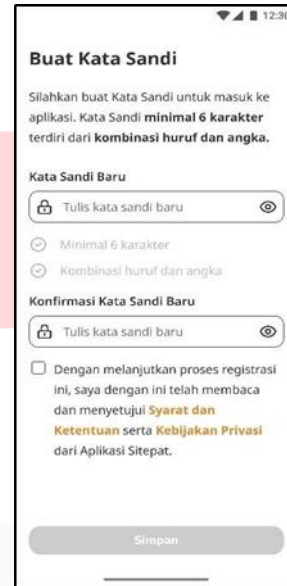 12:30
Buat Kata Sandi
Silahkan buat Kata Sandi untuk masuk ke
aplikasi. Kata Sandi minimal 6 karakter
terdiri dari kombinasi huruf dan angka.
Kata Sandi Baru
Tulis kata sandi baru
Minimal 6 karakter
Kombinasi huruf dan angka
Konfirmasi Kata Sandi Baru
Tulis kata sandi baru
Dengan melanjutkan proses registrasi
ini, saya dengan ini telah membaca
dan menyetujui Syarat dan
Ketentuan serta Kebijakan Privasi
dari Aplikasi Sitepat.
Simpan